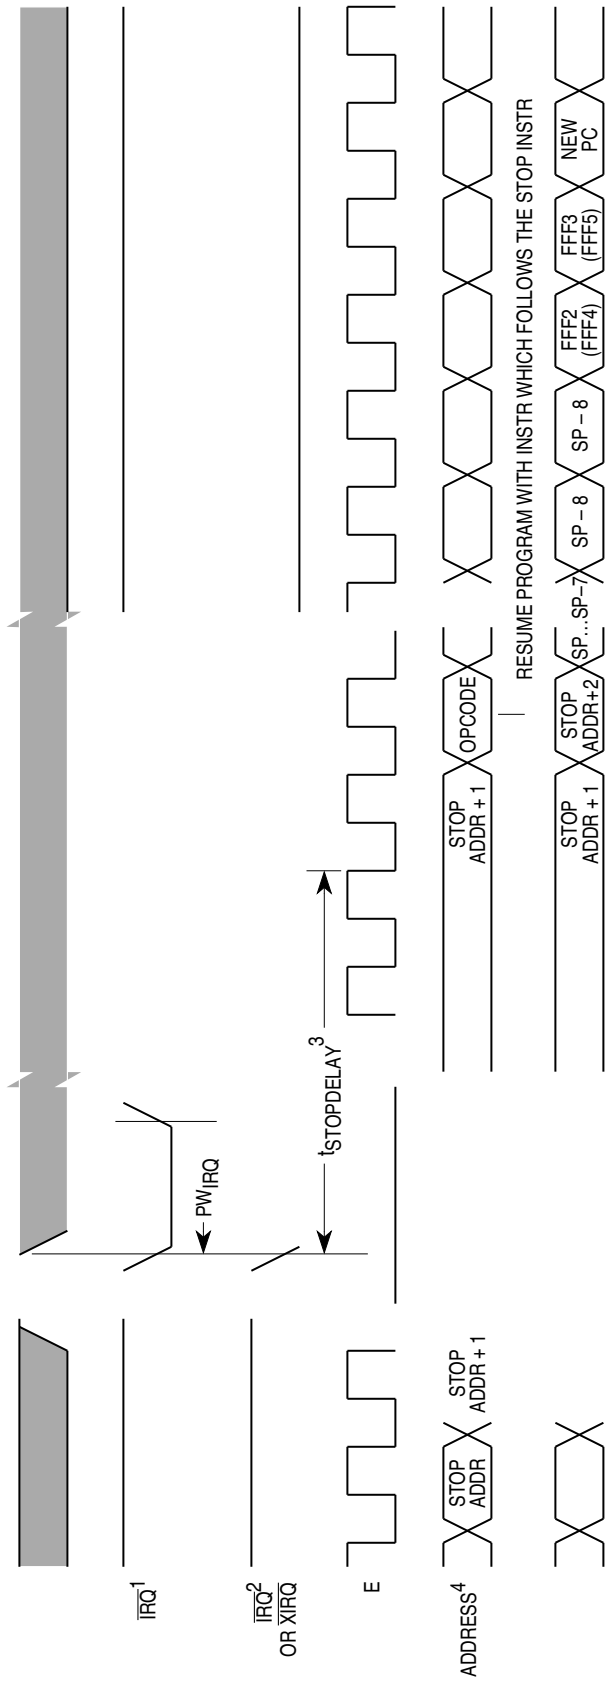 IRQ1
PWIRQ
IRQ2
OR XIRQ
tSTOPDELAY3
E
ADDRESS4
STOP
ADDR
STOP
ADDR + 1
STOP
ADDR + 1
OPCODE
RESUME PROGRAM WITH INSTR WHICH FOLLOWS THE STOP INSTR
STOP
ADDR + 1
STOP
ADDR+2
SP…SP–7
SP – 8
SP – 8
FFF2
(FFF4)
FFF3
(FFF5)
NEW
PC